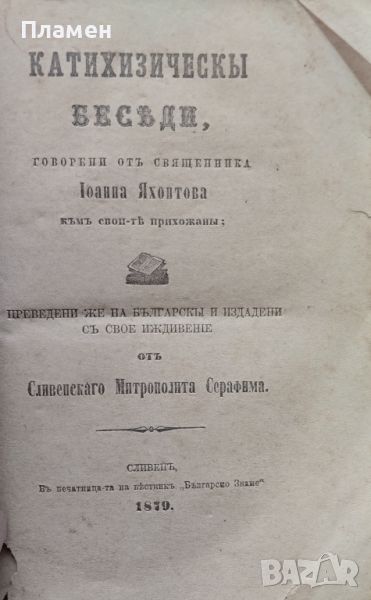 Пламен
КАТИХИЗИЧЕСКЫ
БЕСѢДИ,
ГОВОРЕНИ ОТЪ СВЯЩЕННИКА
Іоанна Яхонтова
къмъ свои-тѣ прихожаны;
ПРЕВЕДЕНИ ЖЕ НА БЪЛГАРСКЫ И ИЗДАДЕНИ
СЪ СВОЕ ИЖДИВЕНІЕ
ОТЪ
Сливенскаго Митрополита Серафима.
СЛИВЕНЪ,
Въ печатница-та на вѣстникъ „Българско Знаме“
1879.
BAZAR